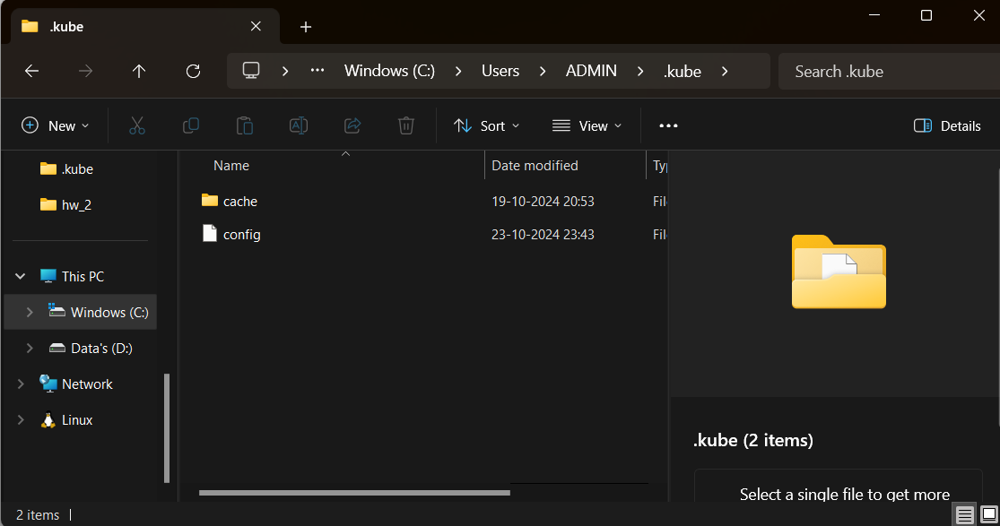 .kube
Windows (C:) Users ADMIN .kube
Search .kube
New
Sort
View
Details
.kube
hw_2
This PC
Windows (C:)
Data's (D:)
Network
Linux
Name Date modified Ty
cache 19-10-2024 20:53 Fil
config 23-10-2024 23:43 Fil
.kube (2 items)
Select a single file to get more
2 items